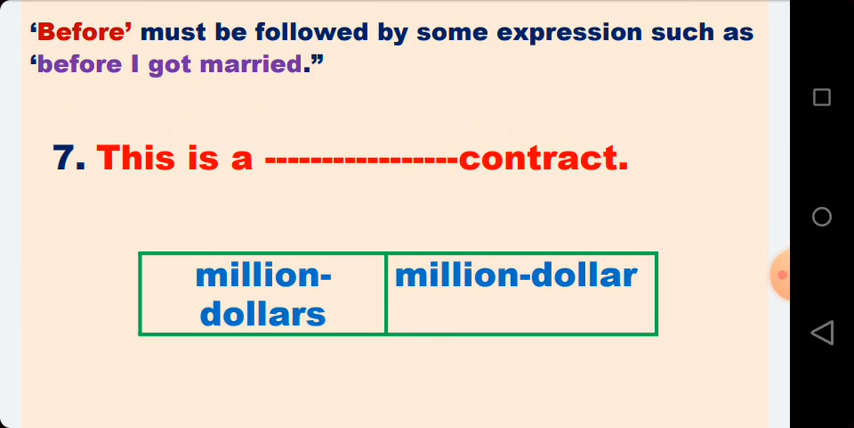 ‘Before’ must be followed by some expression such as
‘before I got married.”
7. This is a -----------------contract.
million-
dollars
million-dollar